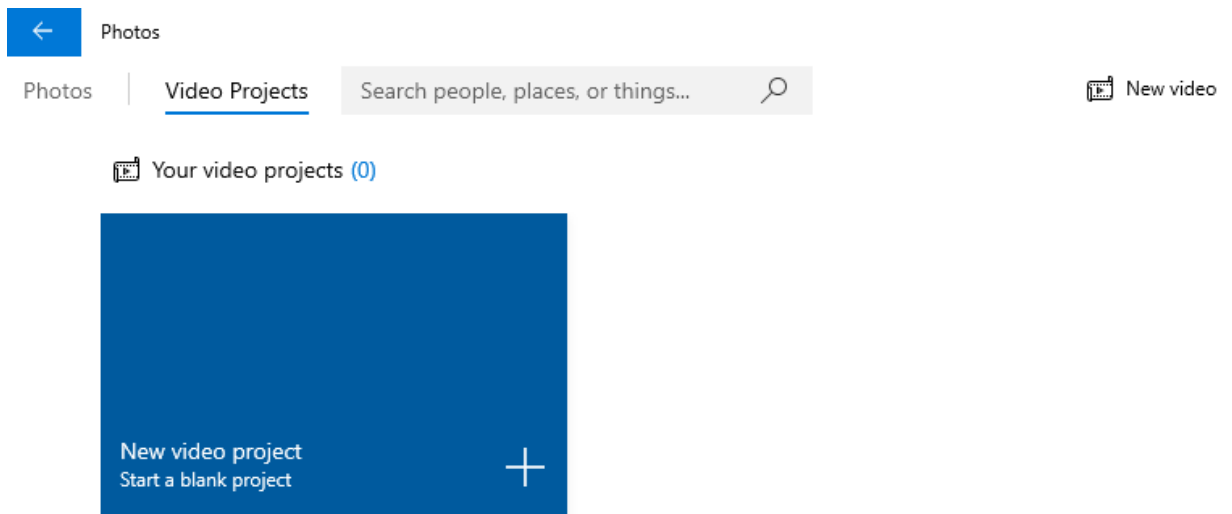 Photos
Photos
Video Projects
Search people, places, or things...
New video
Your video projects (0)
New video project
Start a blank project